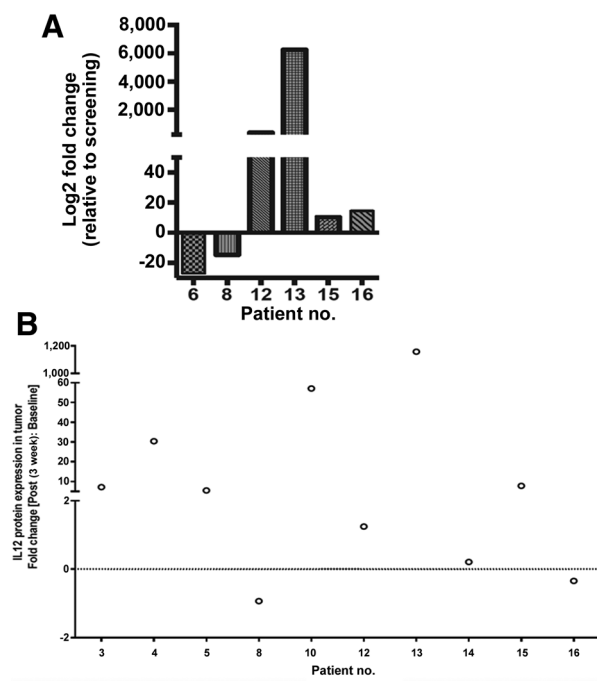 A
Log2 fold change
(relative to screening)
8,000
6,000
4,000
2,000
40
20
0
-20
6 8 12 13 15 16
Patient no.
B
IL12 protein expression in tumor
Fold change [Post (3 week): Baseline]
1,200
1,000
60
50
40
30
20
10
2
0
-2
3 4 5 8 10 12 13 14 15 16
Patient no.